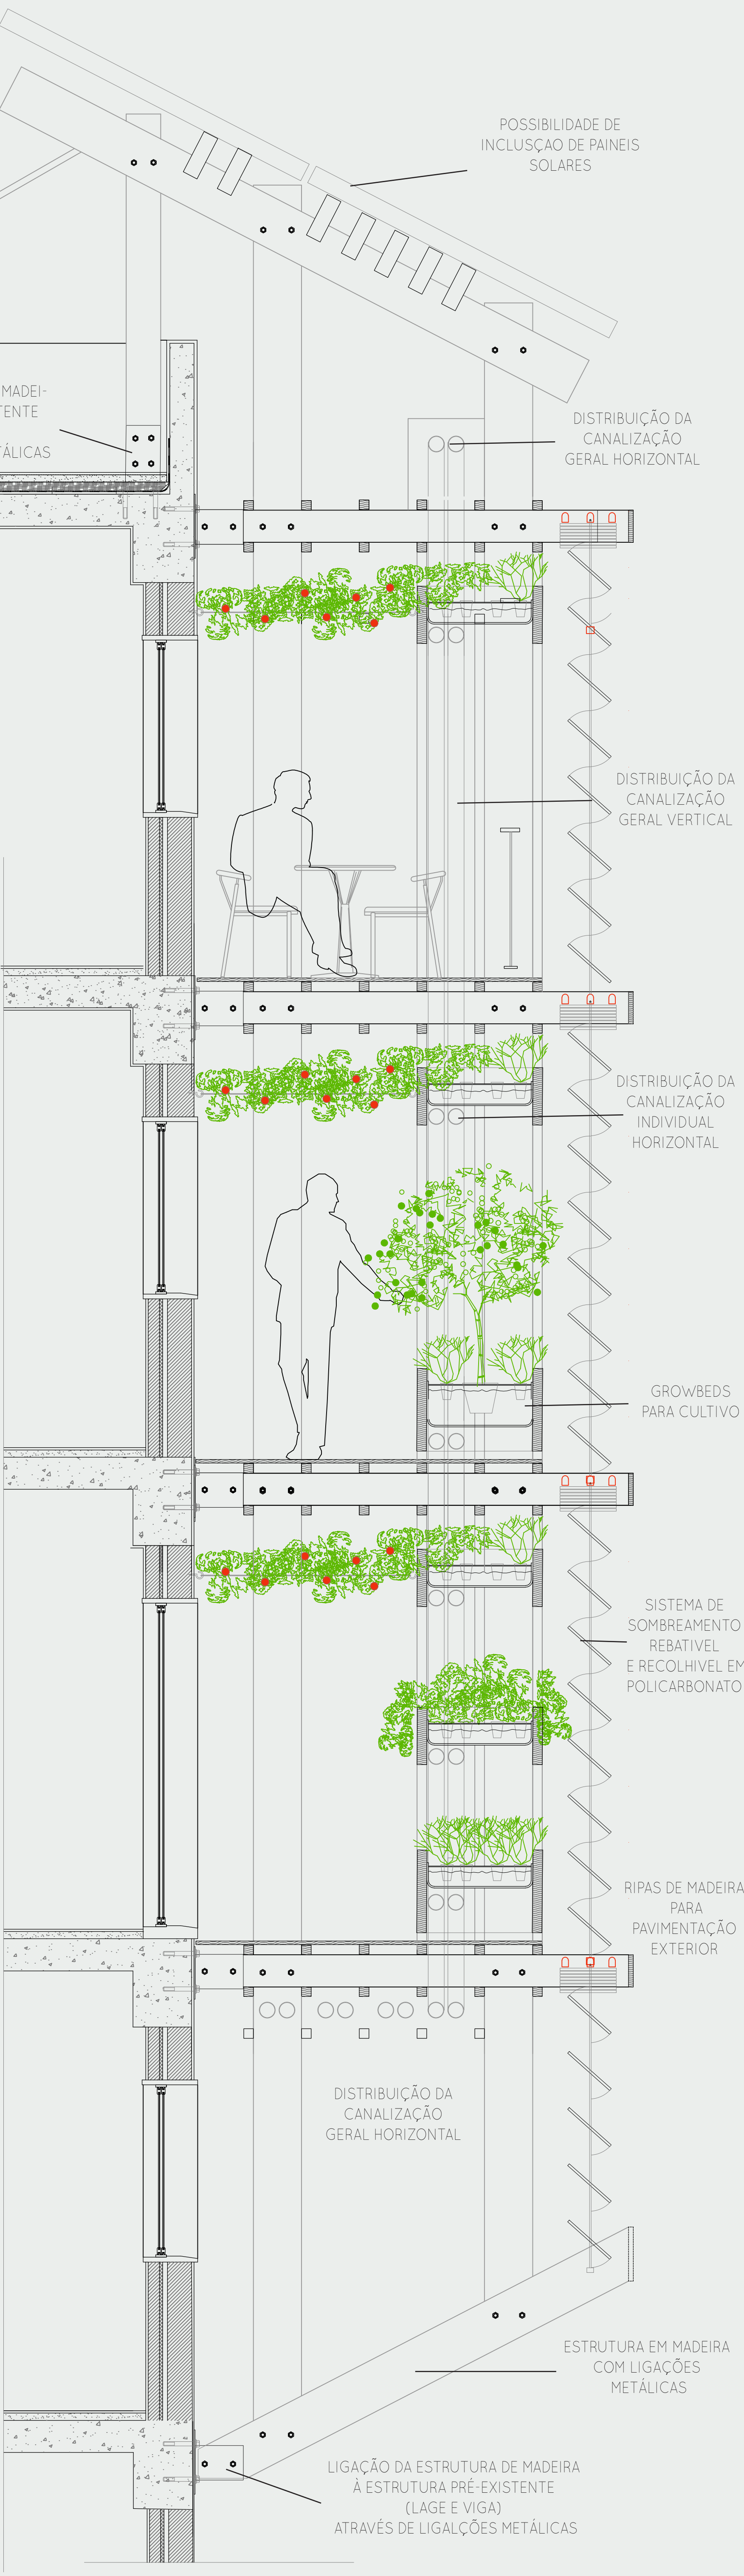 POSSIBILIDADE DE
INCLUSÇAO DE PAINEIS
SOLARES
MADEI-
TENTE
TÁLICAS
DISTRIBUIÇÃO DA
CANALIZAÇÃO
GERAL HORIZONTAL
DISTRIBUIÇÃO DA
CANALIZAÇÃO
GERAL VERTICAL
DISTRIBUIÇÃO DA
CANALIZAÇÃO
INDIVIDUAL
HORIZONTAL
GROWBEDS
PARA CULTIVO
SISTEMA DE
SOMBREAMENTO
REBATIVEL
E RECOLHIVEL EM
POLICARBONATO
RIPAS DE MADEIRA
PARA
PAVIMENTAÇÃO
EXTERIOR
DISTRIBUIÇÃO DA
CANALIZAÇÃO
GERAL HORIZONTAL
ESTRUTURA EM MADEIRA
COM LIGAÇÕES
METÁLICAS
LIGAÇÃO DA ESTRUTURA DE MADEIRA
À ESTRUTURA PRÉ-EXISTENTE
(LAGE E VIGA)
ATRAVÉS DE LIGALÇÕES METÁLICAS